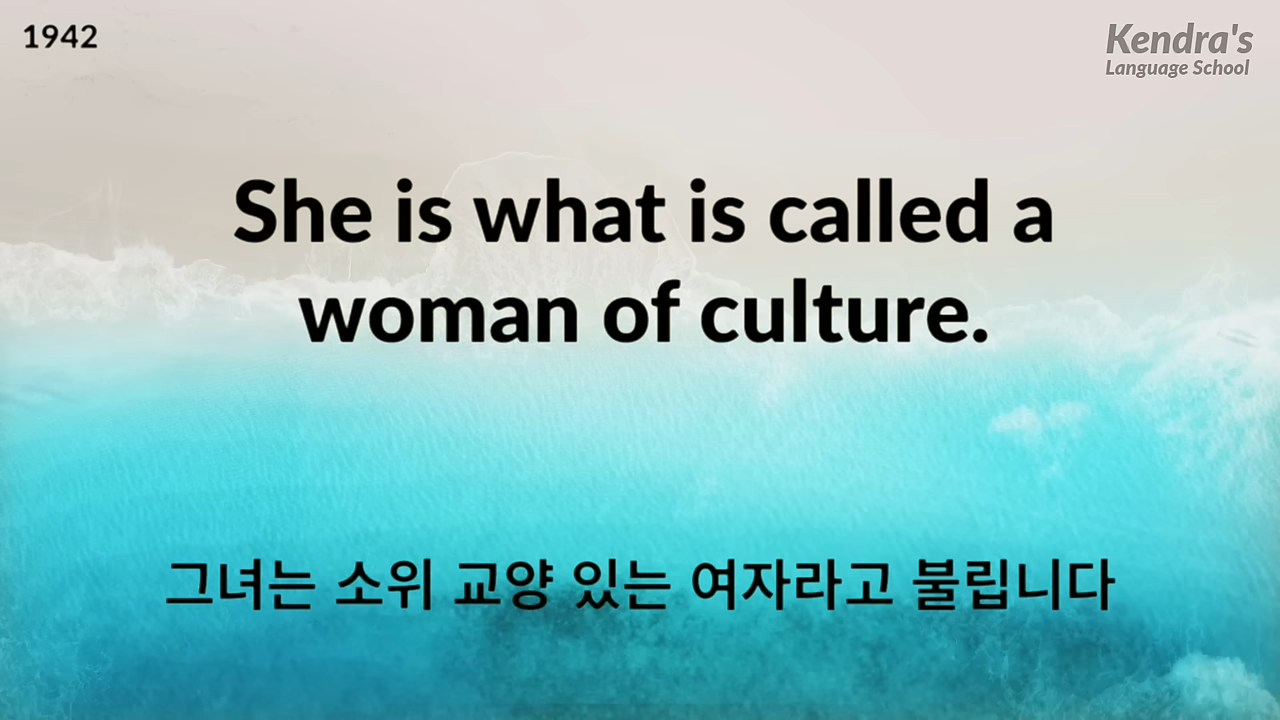 1942
Kendra's
Language School
She is what is called a
woman of culture.
그녀는 소위 교양 있는 여자라고 불립니다